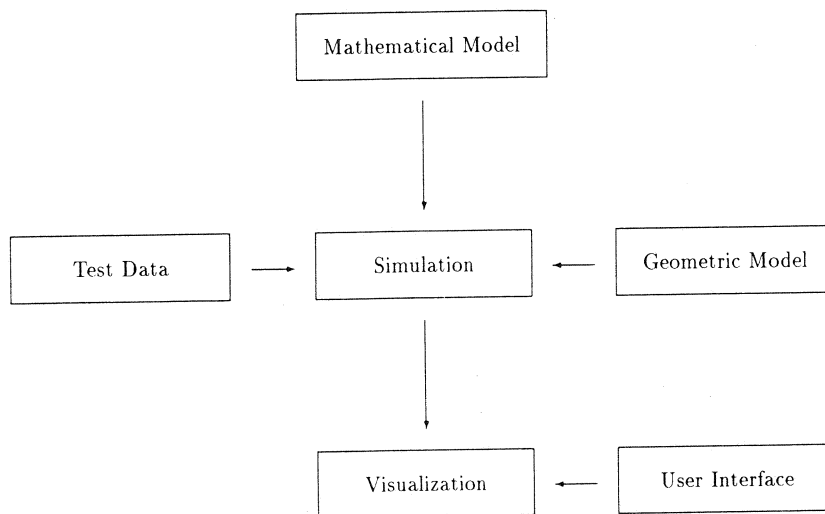 Mathematical Model
Test Data
Simulation
Geometric Model
Visualization
User Interface